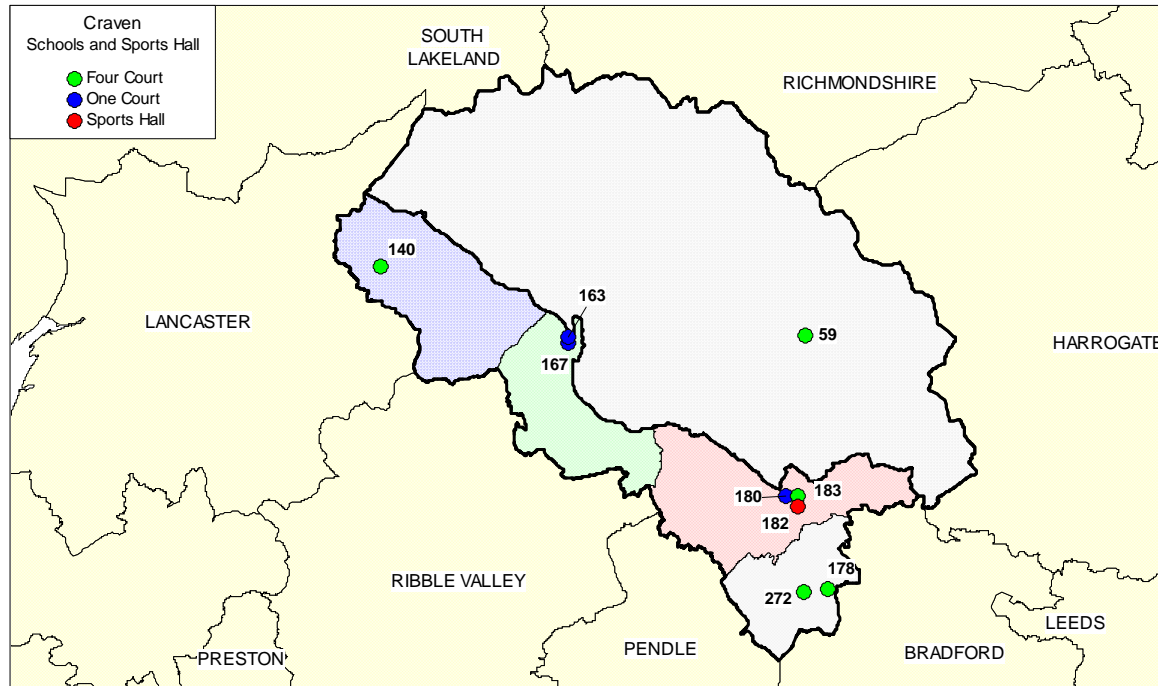 Craven
Schools and Sports Hall
Four Court
One Court
Sports Hall
SOUTH
LAKELAND
RICHMONDSHIRE
140
163
LANCASTER
59
HARROGATE
167
180
183
182
178
RIBBLE VALLEY
272
LEEDS
PENDLE
BRADFORD
PRESTON